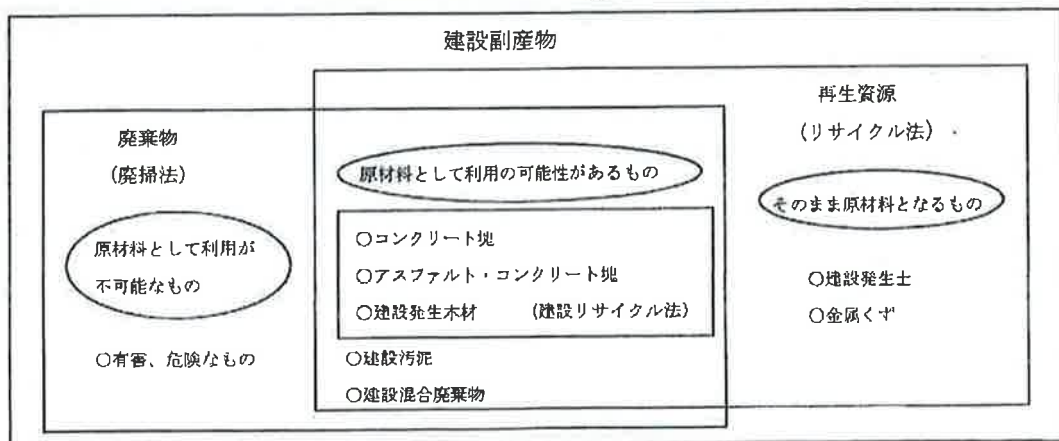 建設副産物
廃棄物
(廃掃法)
原材料として利用が
不可能なもの
○有害、危険なもの
原材料として利用の可能性があるもの
○コンクリート塊
○アスファルト・コンクリート塊
○建設発生木材 (建設リサイクル法)
○建設汚泥
○建設混合廃棄物
再生資源
(リサイクル法)
そのまま原材料となるもの
○建設発生土
○金属くず